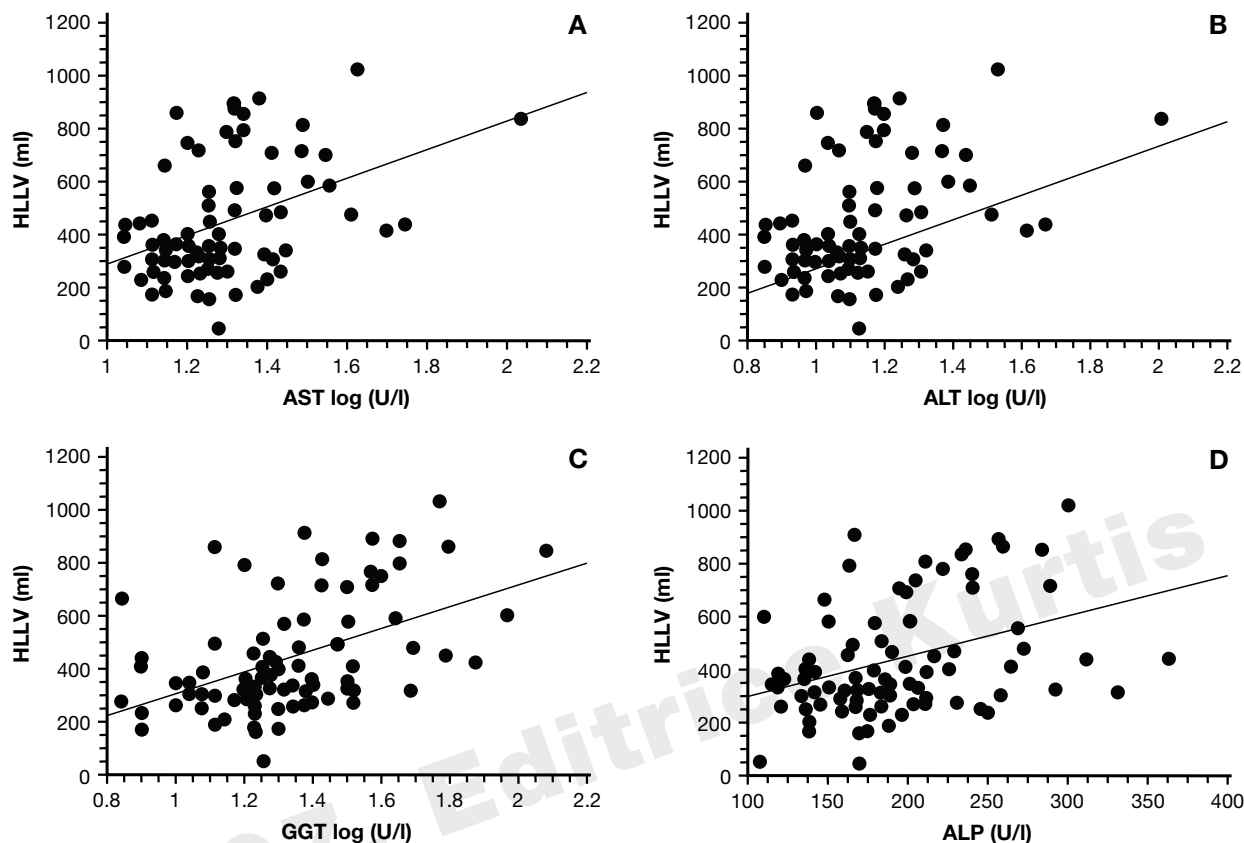 A
1200
1000
800
600
400
200
0
HLLV (ml)
1 1.2 1.4 1.6 1.8 2 2.2
AST log (U/l)
B
1200
1000
800
600
400
200
0
HLLV (ml)
0.8 1 1.2 1.4 1.6 1.8 2 2.2
ALT log (U/l)
C
1200
1000
800
600
400
200
0
HLLV (ml)
0.8 1 1.2 1.4 1.6 1.8 2 2.2
GGT log (U/l)
D
1200
1000
800
600
400
200
0
HLLV (ml)
100 150 200 250 300 350 400
ALP (U/l)
Editrice Kurtis